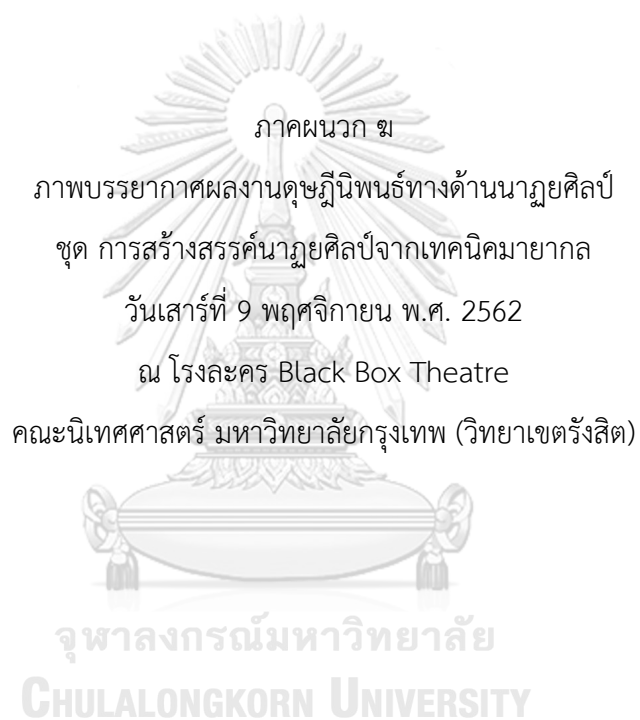 ภาคผนวก ฆ
ภาพบรรยากาศผลงานดุษฎีนิพนธ์ทางด้านนาฏยศิลป์
ชุด การสร้างสรรค์นาฏยศิลป์จากเทคนิคมายากล
วันเสาร์ที่ 9 พฤศจิกายน พ.ศ. 2562
ณ โรงละคร Black Box Theatre
คณะนิเทศศาสตร์ มหาวิทยาลัยกรุงเทพ (วิทยาเขตรังสิต)
จุฬาลงกรณ์มหาวิทยาลัย
CHULALONGKORN UNIVERSITY